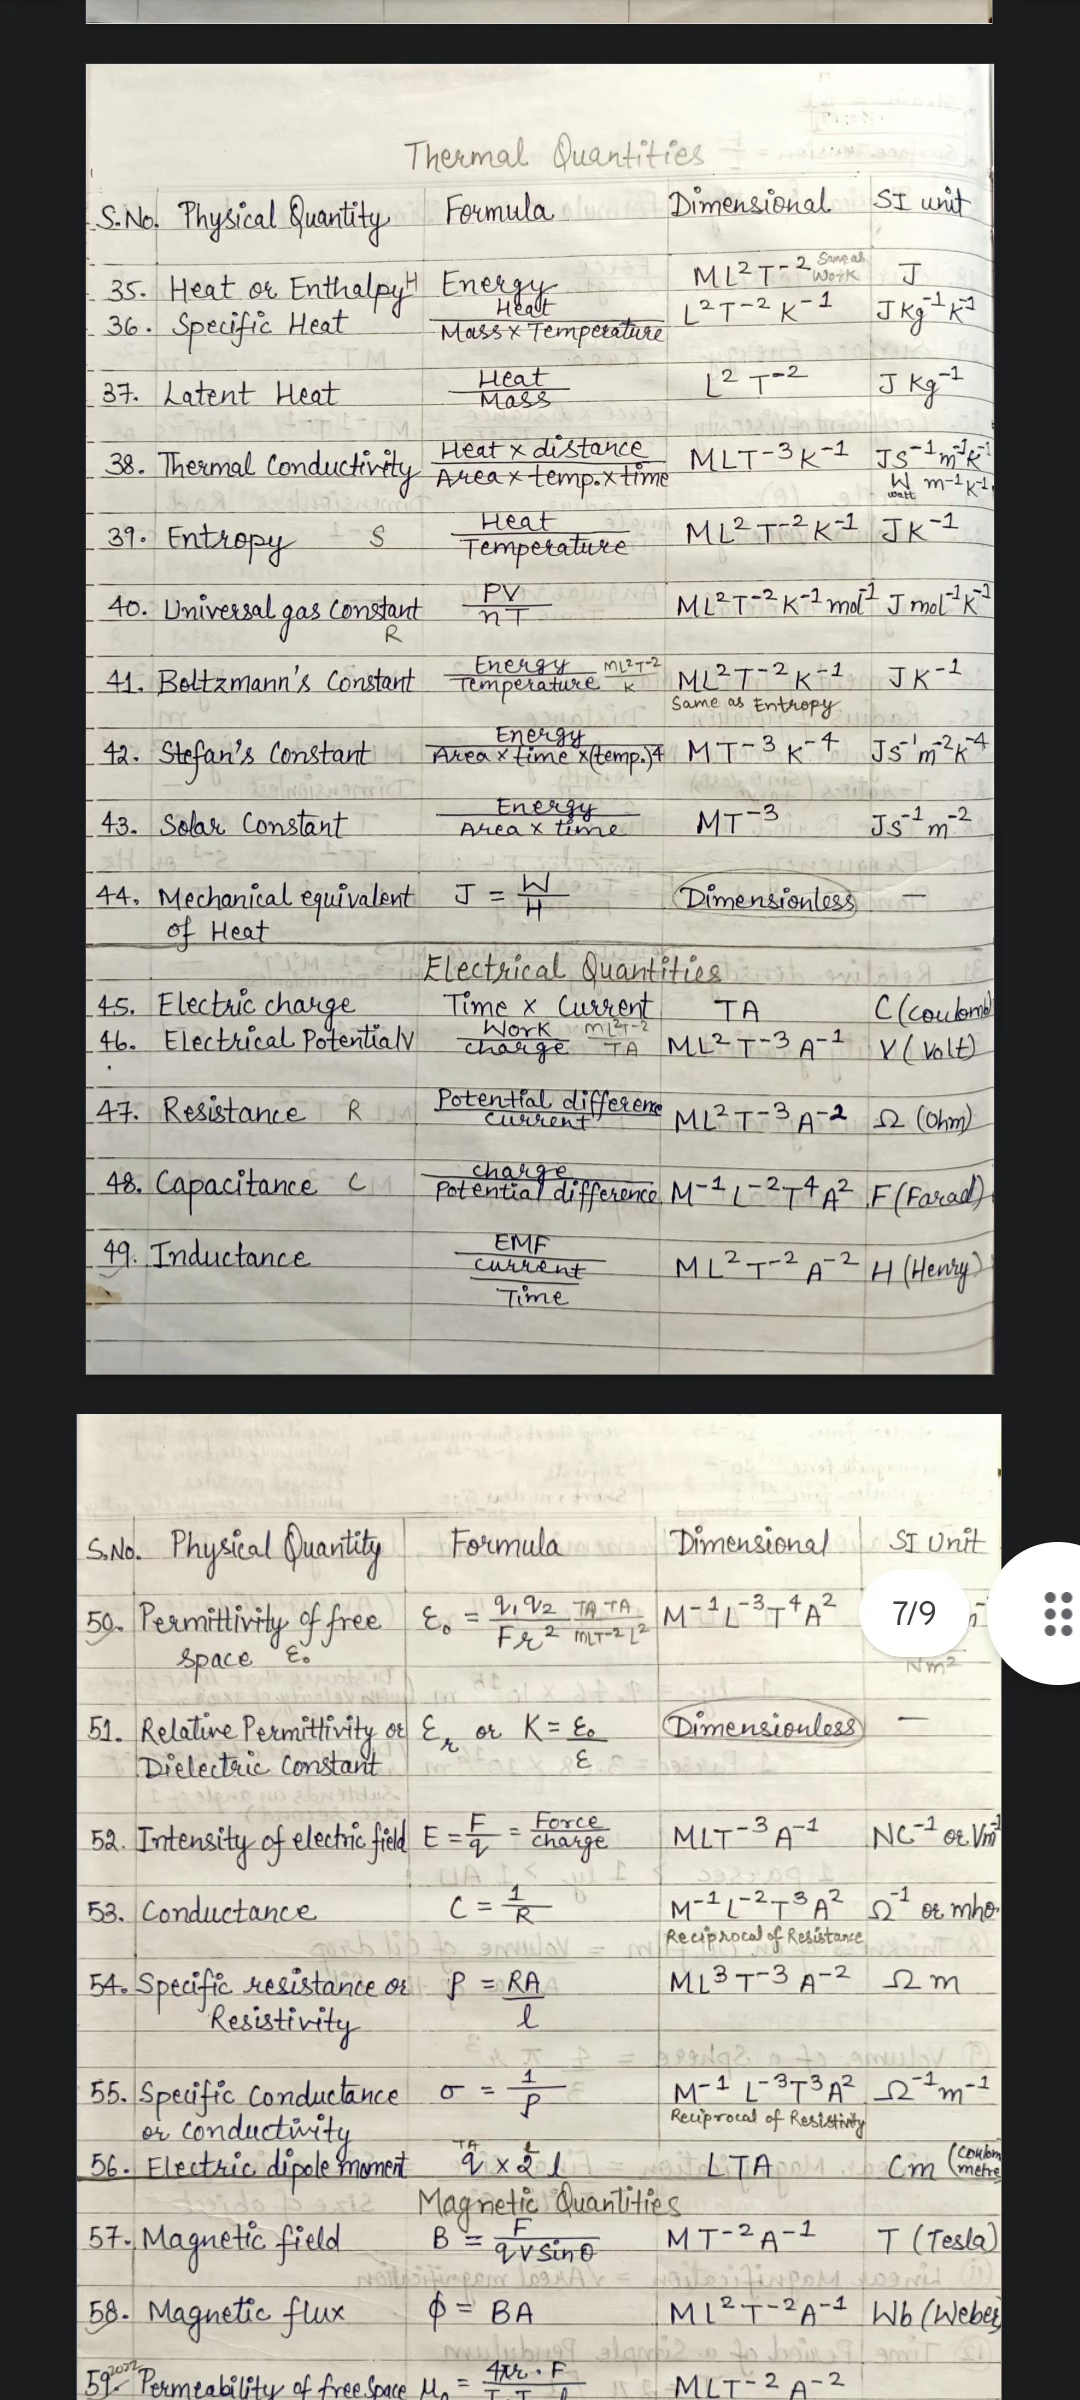 Thermal Quantities
S.No. Physical Quantity Formula Dimensional SI unit
35. Heat or Enthalpy H Energy ML²T⁻² Same as Work J
36. Specific Heat Heat / Mass x Temperature L²T⁻²K⁻¹ J Kg⁻¹K⁻¹
37. Latent Heat Heat / Mass L²T⁻² J Kg⁻¹
38. Thermal Conductivity Heat x distance / Area x temp. x time MLT⁻³K⁻¹ JS⁻¹m⁻¹K⁻¹
W watt m⁻¹K⁻¹
39. Entropy S Heat / Temperature ML²T⁻²K⁻¹ JK⁻¹
40. Universal gas Constant R PV / nT ML²T⁻²K⁻¹mol⁻¹ J mol⁻¹K⁻¹
41. Boltzmann's Constant Energy / Temperature ML²T⁻² / K ML²T⁻²K⁻¹ JK⁻¹
Same as Entropy
42. Stefan's Constant Energy / Area x time x (temp.)4 MT⁻³K⁻⁴ JS⁻¹m⁻²K⁻⁴
43. Solar Constant Energy / Area x time MT⁻³ JS⁻¹m⁻²
44. Mechanical equivalent J = W / H Dimensionless —
of Heat
Electrical Quantities
45. Electric charge Time x Current TA C (coulomb)
46. Electrical Potential V Work / charge ML²T⁻² / TA ML²T⁻³A⁻¹ V (Volt)
47. Resistance R Potential difference / current ML²T⁻³A⁻² Ω (Ohm)
48. Capacitance C charge / Potential difference M⁻¹L⁻²T⁴A² F (Farad)
49. Inductance EMF / current / Time ML²T⁻²A⁻² H (Henry)
S.No. Physical Quantity Formula Dimensional SI Unit
50. Permittivity of free ε₀ = q₁q₂ / Fr² TA·TA / MLT⁻²L² M⁻¹L⁻³T⁴A² 7/9
space ε₀ Nm²
51. Relative Permittivity or εr or K = ε₀ / ε Dimensionless —
Dielectric Constant
52. Intensity of electric field E = F / q = Force / charge MLT⁻³A⁻¹ NC⁻¹ or Vm⁻¹
53. Conductance C = 1 / R M⁻¹L⁻²T³A² Ω⁻¹ or mho
Reciprocal of Resistance
54. Specific resistance or ρ = RA / l ML³T⁻³A⁻² Ωm
Resistivity
55. Specific Conductance σ = 1 / ρ M⁻¹L⁻³T³A² Ω⁻¹m⁻¹
or conductivity Reciprocal of Resistivity
56. Electric dipole moment TA L q x 2l LTA Cm (Coulom metre
Magnetic Quantities
57. Magnetic field B = F / qvSinθ MT⁻²A⁻¹ T (Tesla)
58. Magnetic flux ϕ = BA ML²T⁻²A⁻¹ Wb (Weber)
59. 2022 Permeability of free space μ₀ = 4πr·F MLT⁻²A⁻²